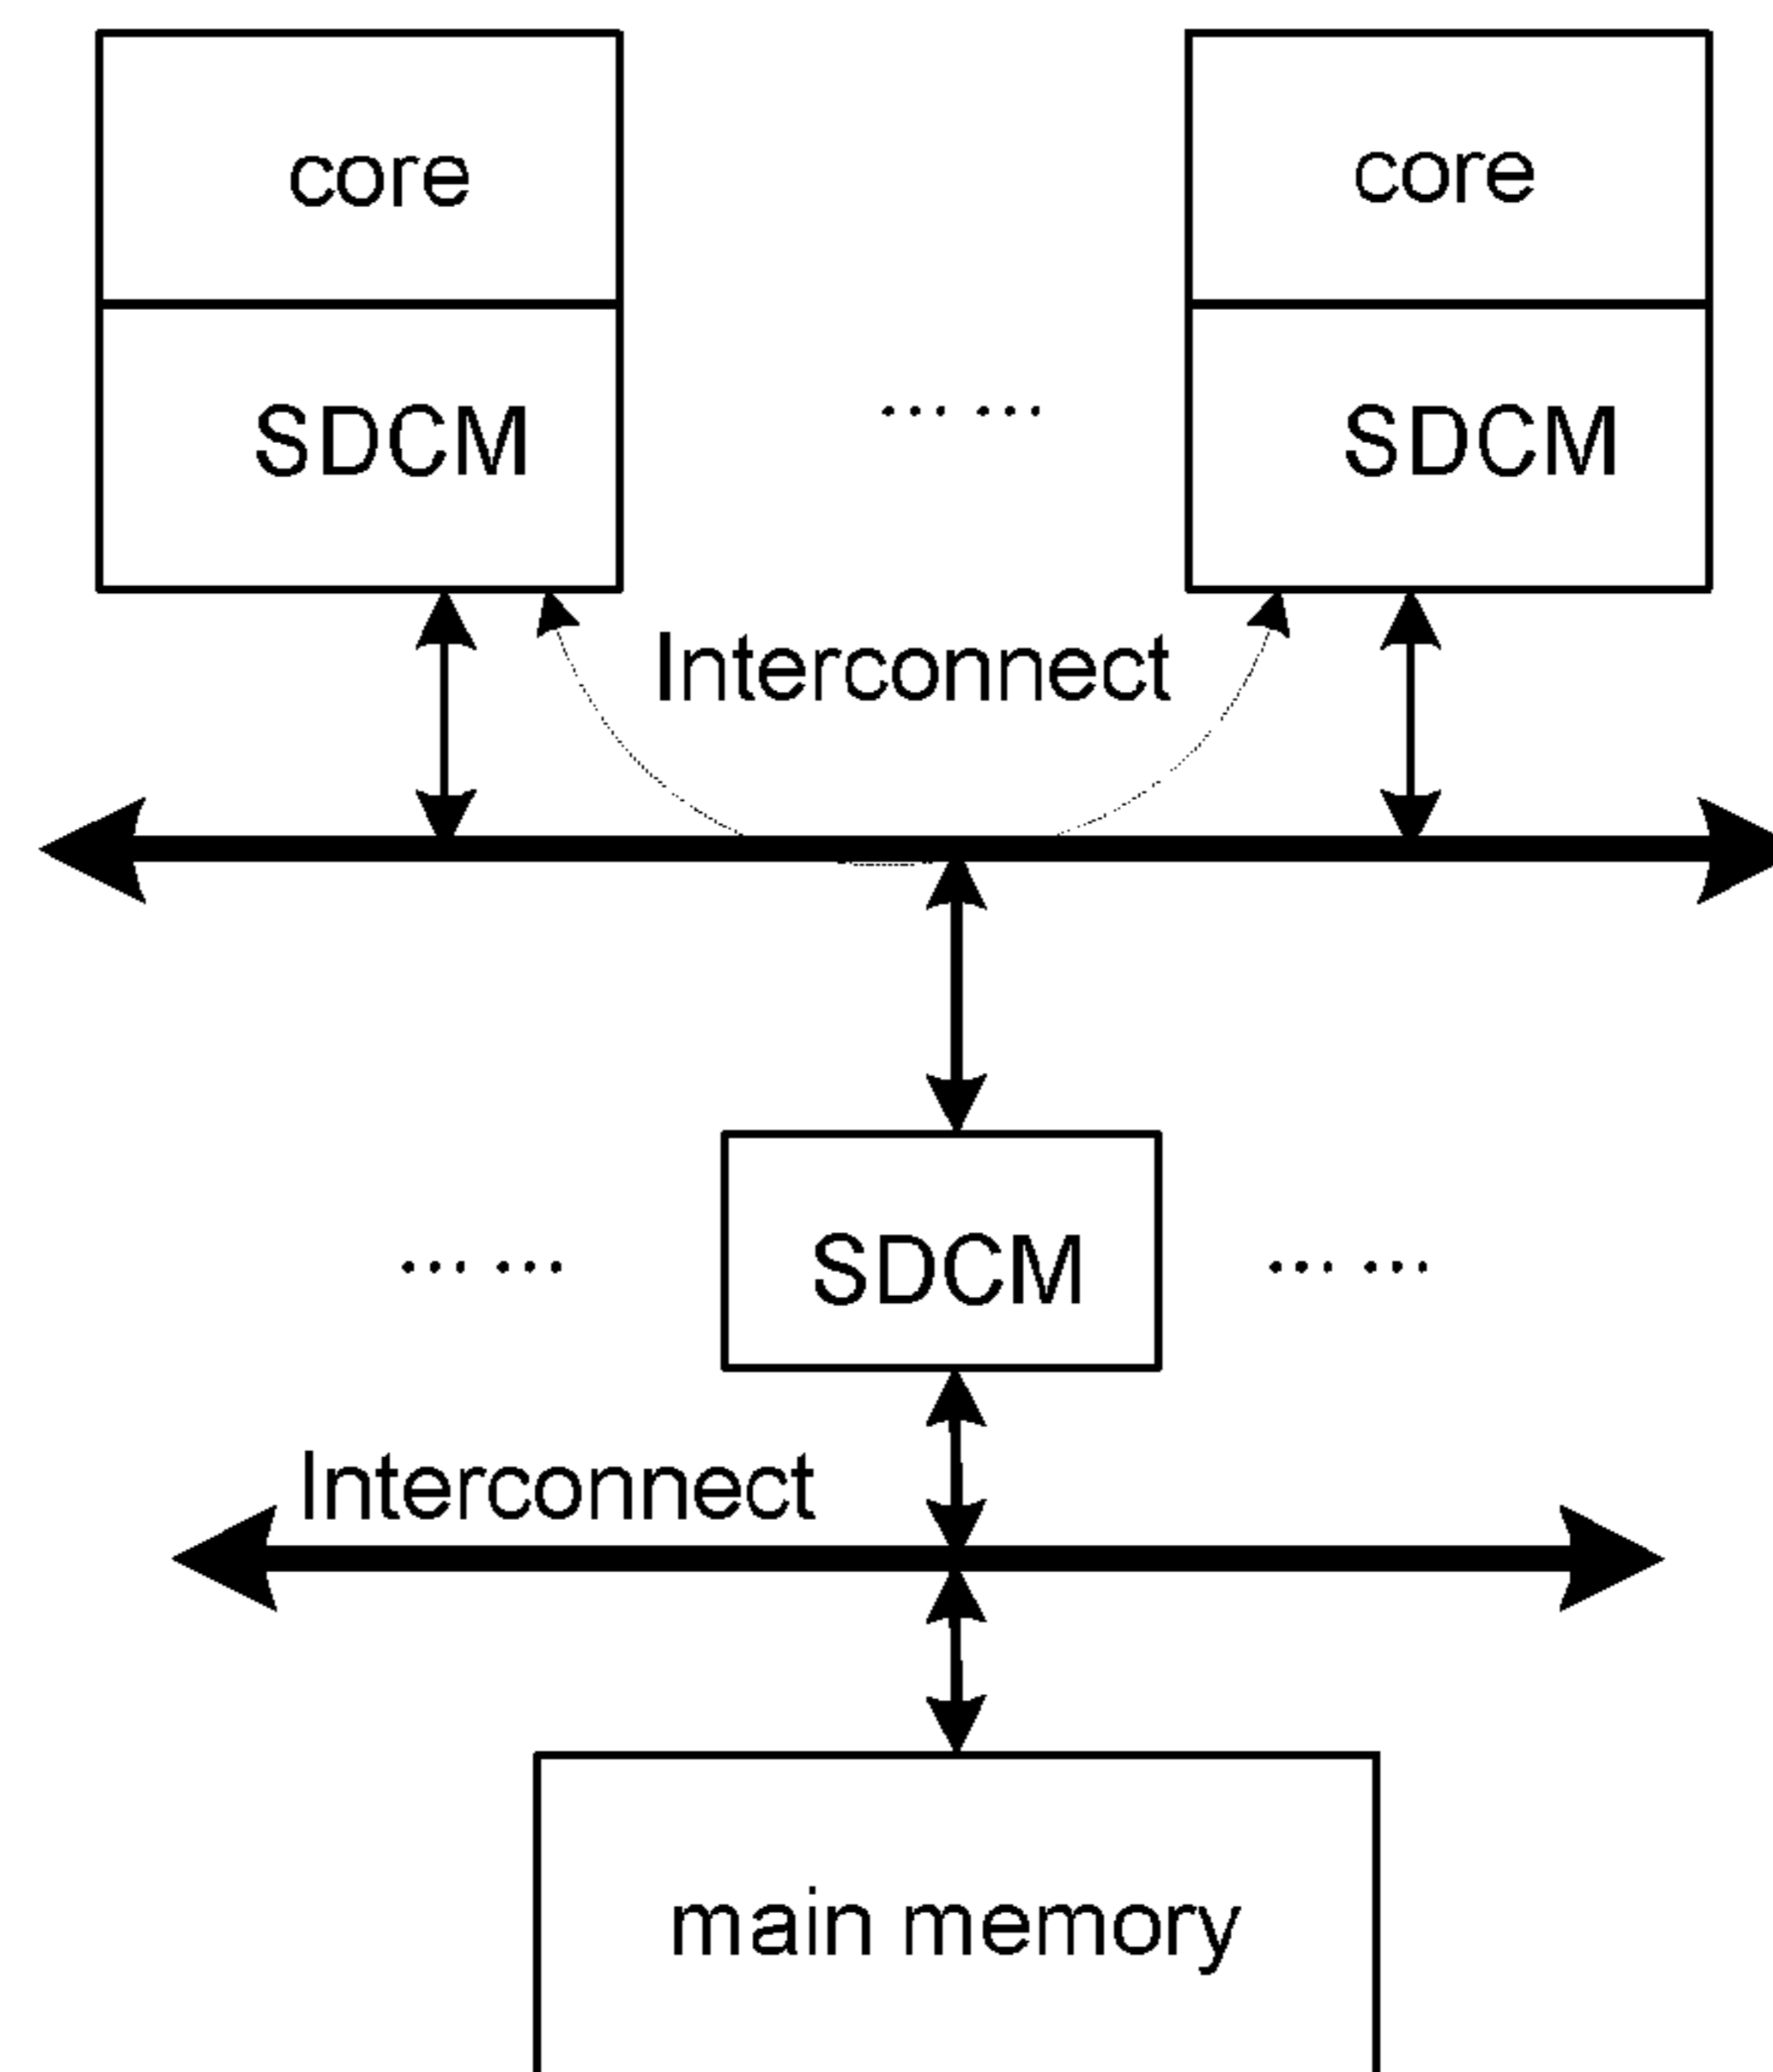 core
core
SDCM
…… 
SDCM
Interconnect
…… 
SDCM
……
Interconnect
main memory